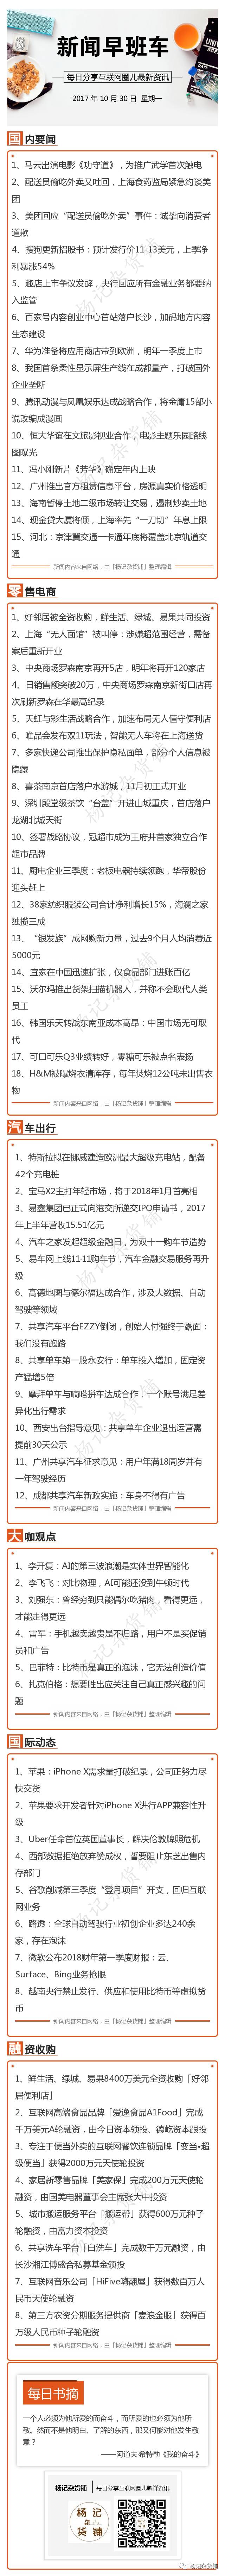 新闻早班车
每日分享互联网圈儿最新资讯
2017 年 10 月 30 日 星期一
国内要闻
1、马云出演电影《功守道》，为推广武学首次触电
2、配送员偷吃外卖又吐回，上海食药监局紧急约谈美
团
3、美团回应“配送员偷吃外卖”事件：诚挚向消费者
道歉
4、搜狗更新招股书：预计发行价11-13美元，上季净
利暴涨54%
5、趣店上市争议发酵，央行回应所有金融业务都要纳
入监管
6、百家号内容创业中心首站落户长沙，加码地方内容
生态建设
7、华为准备将应用商店带到欧洲，明年一季度上市
8、我国首条柔性显示屏生产线在成都量产，打破国外
企业垄断
9、腾讯动漫与凤凰娱乐达成战略合作，将金庸15部小
说改编成漫画
10、恒大华谊在文旅影视业合作，电影主题乐园路线
图曝光
11、冯小刚新片《芳华》确定年内上映
12、广州推出官方租赁信息平台，房源真实价格透明
13、海南暂停土地二级市场转让交易，遏制炒卖土地
14、现金贷大厦将倾，上海率先“一刀切”年息上限
15、河北：京津冀交通一卡通年底将覆盖北京轨道交
通
新闻内容来自网络，由「杨记杂货铺」整理编辑
零售电商
1、好邻居被全资收购，鲜生活、绿城、易果共同投资
2、上海“无人面馆”被叫停：涉嫌超范围经营，需备
案后重新开业
3、中央商场罗森南京再开5店，明年将再开120家店
4、日销售额突破20万，中央商场罗森南京新街口店再
次刷新罗森在华最高纪录
5、天虹与彩生活战略合作，加速布局无人值守便利店
6、唯品会发布双11玩法，智能无人车将在上海送货
7、多家快递公司推出保护隐私面单，部分个人信息被
隐藏
8、喜茶南京首店落户水游城，11月初正式开业
9、深圳殿堂级茶饮“台盖”开进山城重庆，首店落户
龙湖北城天街
10、签署战略协议，冠超市成为王府井首家独立合作
超市品牌
11、厨电企业三季度：老板电器持续领跑，华帝股份
迎头赶上
12、38家纺织服装公司合计净利增长15%，海澜之家
独揽三成
13、“银发族”成网购新力量，过去9个月人均消费近
5000元
14、宜家在中国迅速扩张，仅食品部门进账百亿
15、沃尔玛推出货架扫描机器人，并称不会取代人类
员工
16、韩国乐天转战东南亚成本高昂：中国市场无可取
代
17、可口可乐Q3业绩转好，零糖可乐被点名表扬
18、H&M被曝烧衣清库存，每年焚烧12公吨未出售衣
物
新闻内容来自网络，由「杨记杂货铺」整理编辑
汽车出行
1、特斯拉拟在挪威建造欧洲最大超级充电站，配备
42个充电桩
2、宝马X2主打年轻市场，将于2018年1月首亮相
3、易鑫集团已正式向港交所递交IPO申请书，2017
年上半年营收15.51亿元
4、汽车之家发起超级金融日，为双十一购车节造势
5、易车网上线11-11购车节，汽车金融交易服务再升
级
6、高德地图与德尔福达成合作，涉及大数据、自动
驾驶等领域
7、共享汽车平台EZZY倒闭，创始人付强终于露面：
我们没有跑路
8、共享单车第一股永安行：单车投入增加，固定资
产猛增5倍
9、摩拜单车与嘀嗒拼车达成合作，一个账号满足差
异化出行需求
10、西安出台指导意见：共享单车企业退出运营需
提前30天公示
11、广州共享汽车征求意见：用户年满18周岁并有
一年驾驶经历
12、成都共享汽车新政实施：车身不得有广告
新闻内容来自网络，由「杨记杂货铺」整理编辑
大咖观点
1、李开复：AI的第三波浪潮是实体世界智能化
2、李飞飞：对比物理，AI可能还没到牛顿时代
3、刘强东：曾经穷到只能偶尔吃猪肉，看得更远，
才能走得更远
4、雷军：手机越卖越贵是不归路，用户不是买促销
员和广告
5、巴菲特：比特币是真正的泡沫，它无法创造价值
6、扎克伯格：想要胜出应关注自己真正感兴趣的问
题
新闻内容来自网络，由「杨记杂货铺」整理编辑
国际动态
1、苹果：iPhone X需求量打破纪录，公司正努力尽
快交货
2、苹果要求开发者针对iPhone X进行APP兼容性升
级
3、Uber任命首位英国董事长，解决伦敦牌照危机
4、西部数据拒绝放弃赞成权，誓要阻止东芝出售内
存部门
5、谷歌削减第三季度“登月项目”开支，回归互联
网业务
6、路透：全球自动驾驶行业初创企业多达240余
家，存在泡沫
7、微软公布2018财年第一季度财报：云、
Surface、Bing业务抢眼
8、越南央行禁止发行、供应和使用比特币等虚拟货
币
新闻内容来自网络，由「杨记杂货铺」整理编辑
融资收购
1、鲜生活、绿城、易果8400万美元全资收购「好邻
居便利店」
2、互联网高端食品品牌「爱逸食品A1Food」完成
千万美元A轮融资，由今日资本领投、德屹资本跟投
3、专注于便当外卖的互联网餐饮连锁品牌「变当•超
级便当」获得2000万元天使轮投资
4、家居新零售品牌「美家保」完成200万元天使轮
融资，由国美电器董事会主席张大中投资
5、城市搬运服务平台「搬运帮」获得600万元种子
轮融资，由富力资本投资
6、共享洗车平台「白洗车」完成数千万元融资，由
长沙湘江博盛合私募基金领投
7、互联网音乐公司「HiFive嗨翻屋」获得数百万人
民币天使轮融资
8、第三方农资分期服务提供商「麦浪金服」获得百
万级人民币种子轮融资
新闻内容来自网络，由「杨记杂货铺」整理编辑
每日书摘
一个人必须为他所爱的而奋斗，而所爱的也必须为他所
敬。然而不是他明白、了解的东西，那又何能对他发生敬
意？
——阿道夫·希特勒《我的奋斗》
杨记杂货铺 每日分享互联网圈儿新鲜资讯
杨记
杂货
铺
杨记杂货铺